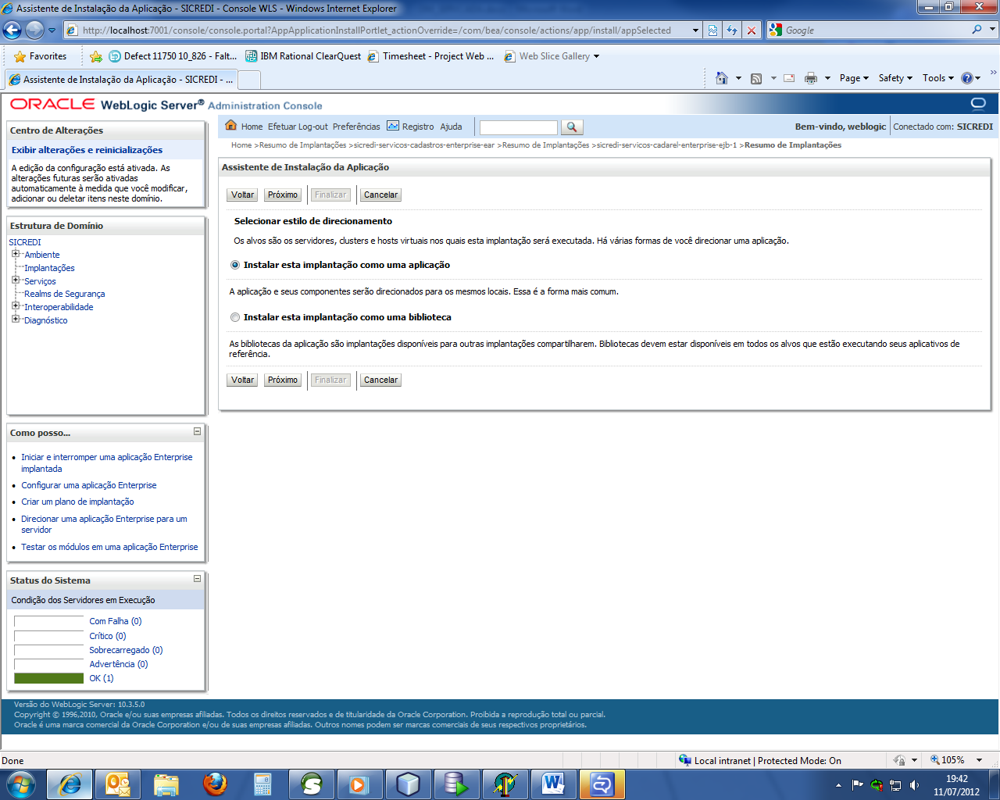 Assistente de Instalação da Aplicação - SICREDI - Console WLS - Windows Internet Explorer
http://localhost:7001/console/console.portal?AppApplicationInstallPortlet_actionOverride=/com/bea/console/actions/app/install/appSelected
Google
Favorites
Defect 11750 10_826 - Falt...
IBM Rational ClearQuest
Timesheet - Project Web ...
Web Slice Gallery
Assistente de Instalação da Aplicação - SICREDI - ...
Page
Safety
Tools
ORACLE WebLogic Server® Administration Console
Centro de Alterações
Exibir alterações e reinicializações
A edição da configuração está ativada. As
alterações futuras serão ativadas
automaticamente à medida que você modificar,
adicionar ou deletar itens neste domínio.
Estrutura de Domínio
SICREDI
Ambiente
Implantações
Serviços
Realms de Segurança
Interoperabilidade
Diagnóstico
Como posso...
Iniciar e interromper uma aplicação Enterprise
implantada
Configurar uma aplicação Enterprise
Criar um plano de implantação
Direcionar uma aplicação Enterprise para um
servidor
Testar os módulos em uma aplicação Enterprise
Status do Sistema
Condição dos Servidores em Execução
Com Falha (0)
Crítico (0)
Sobrecarregado (0)
Advertência (0)
OK (1)
Home Efetuar Log-out Preferências Registro Ajuda
Bem-vindo, weblogic
Conectado com: SICREDI
Home >Resumo de Implantações >sicredi-servicos-cadastros-enterprise-ear >Resumo de Implantações >sicredi-servicos-cadarel-enterprise-ejb-1 >Resumo de Implantações
Assistente de Instalação da Aplicação
Voltar Próximo Finalizar Cancelar
Selecionar estilo de direcionamento
Os alvos são os servidores, clusters e hosts virtuais nos quais esta implantação será executada. Há várias formas de você direcionar uma aplicação.
Instalar esta implantação como uma aplicação
A aplicação e seus componentes serão direcionados para os mesmos locais. Essa é a forma mais comum.
Instalar esta implantação como uma biblioteca
As bibliotecas da aplicação são implantações disponíveis para outras implantações compartilharem. Bibliotecas devem estar disponíveis em todos os alvos que estão executando seus aplicativos de
referência.
Voltar Próximo Finalizar Cancelar
Versão do WebLogic Server: 10.3.5.0
Copyright © 1996,2010, Oracle e/ou suas empresas afiliadas. Todos os direitos reservados e de titularidade da Oracle Corporation. Proibida a reprodução total ou parcial.
Oracle é uma marca comercial da Oracle Corporation e/ou de suas empresas afiliadas. Outros nomes podem ser marcas comerciais de seus respectivos proprietários.
Done
Local intranet | Protected Mode: On
105%
19:42
11/07/2012